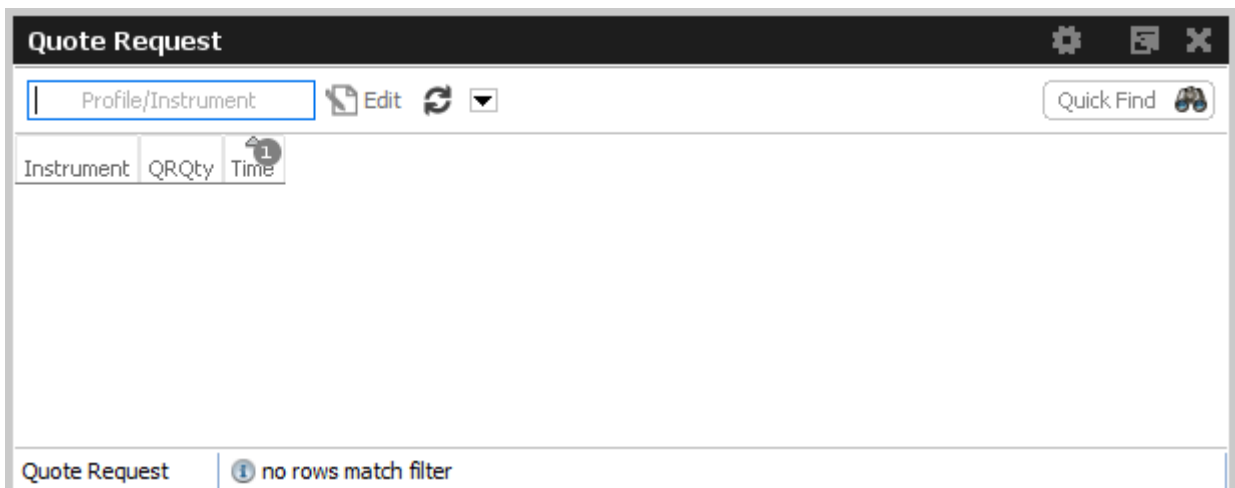 Quote Request
Profile/Instrument Edit Quick Find
Instrument QRQty Time 1
Quote Request no rows match filter